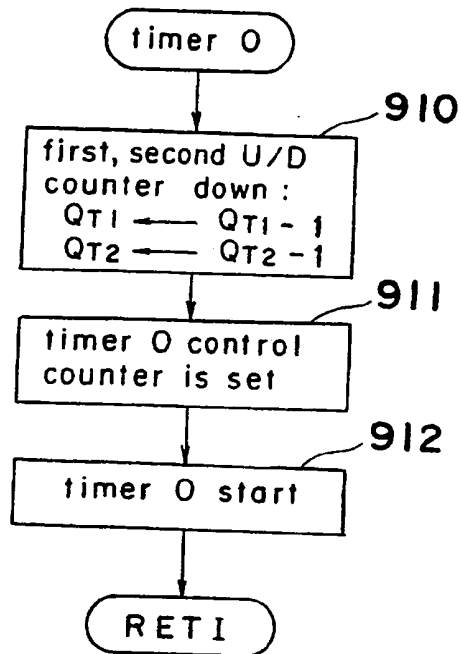 timer 0
910
first, second U/D
counter down :
QT1 ← QT1 - 1
QT2 ← QT2 - 1
911
timer 0 control
counter is set
912
timer 0 start
RETI